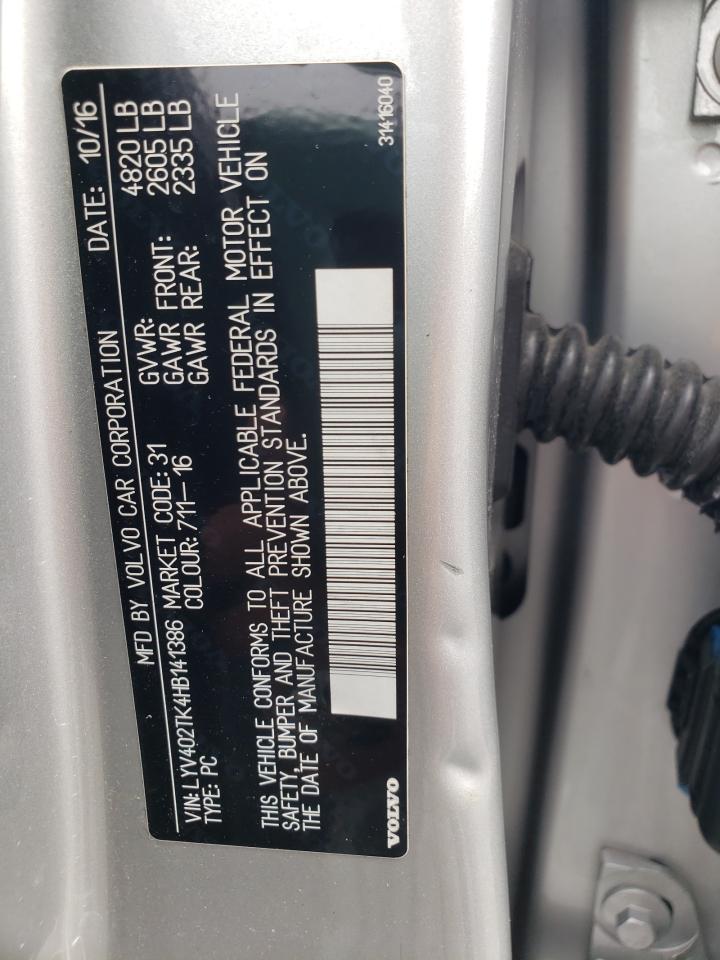 MFD BY VOLVO CAR CORPORATION DATE: 10/16
VIN: LYV402TK4HB141386 MARKET CODE: 31 GVWR: 4820 LB
TYPE: PC COLOUR: 711—16 GAWR FRONT: 2605 LB
GAWR REAR: 2335 LB
THIS VEHICLE CONFORMS TO ALL APPLICABLE FEDERAL MOTOR VEHICLE
SAFETY, BUMPER AND THEFT PREVENTION STANDARDS IN EFFECT ON
THE DATE OF MANUFACTURE SHOWN ABOVE.
VOLVO 31416040